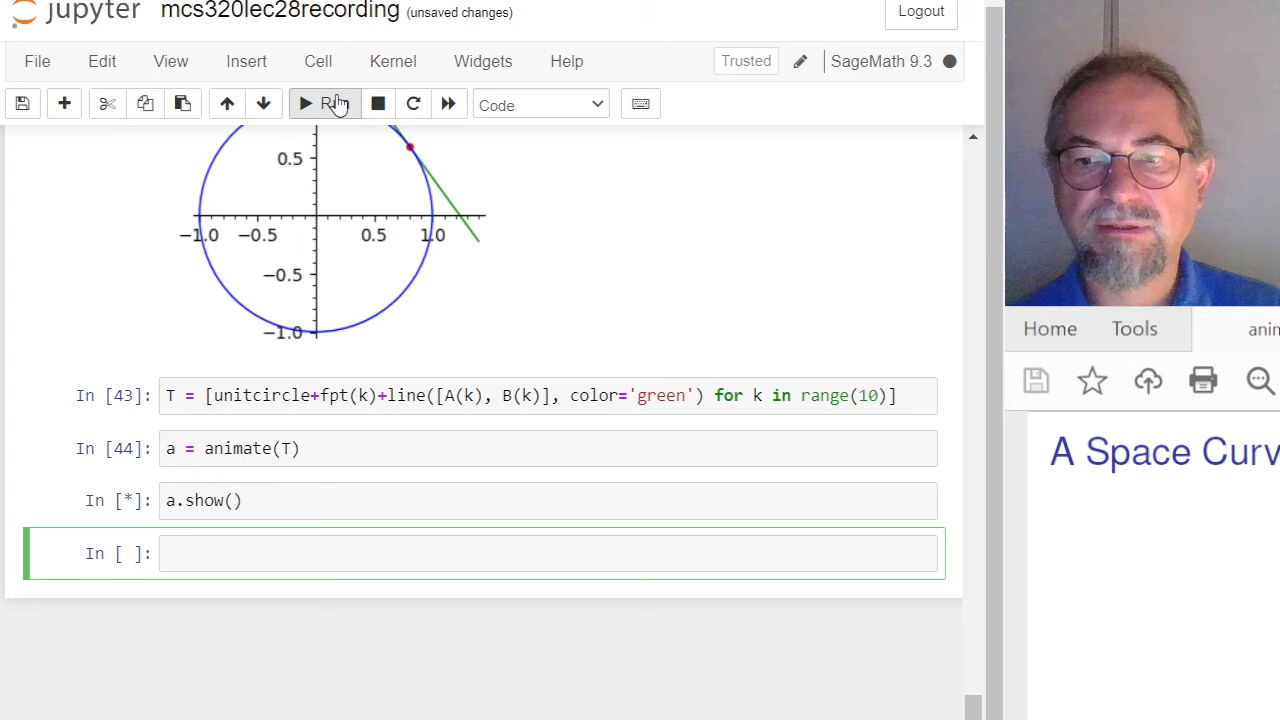 jupyter mcs320lec28recording (unsaved changes) Logout
File Edit View Insert Cell Kernel Widgets Help Trusted SageMath 9.3
Run Code
0.5
−1.0 −0.5 0.5 1.0
−0.5
−1.0
In [43]: T = [unitcircle+fpt(k)+line([A(k), B(k)], color='green') for k in range(10)]
In [44]: a = animate(T)
In [*]: a.show()
In [ ]:
Home Tools anim
A Space Curv